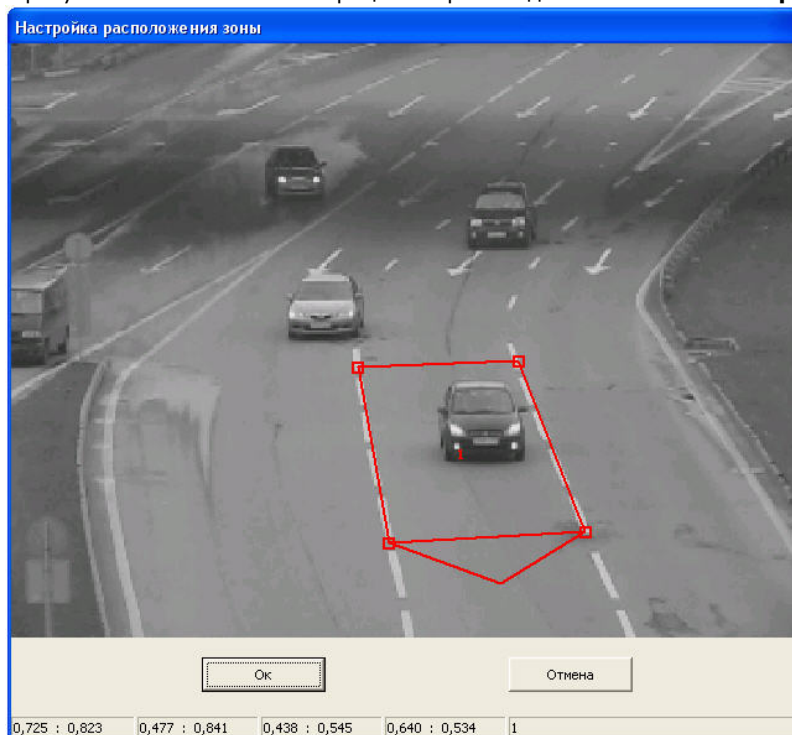 Настройка расположения зоны
1
Ок Отмена
0,725 : 0,823 0,477 : 0,841 0,438 : 0,545 0,640 : 0,534 1